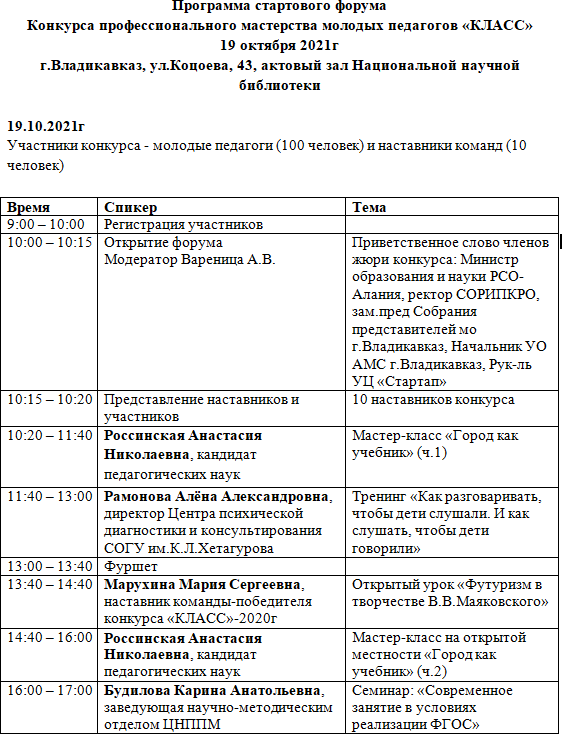 Программа стартового форума
Конкурса профессионального мастерства молодых педагогов «КЛАСС»
19 октября 2021г
г.Владикавказ, ул.Коцоева, 43, актовый зал Национальной научной
библиотеки
19.10.2021г
Участники конкурса - молодые педагоги (100 человек) и наставники команд (10
человек)
Время Спикер Тема
9:00 – 10:00 Регистрация участников
10:00 – 10:15 Открытие форума
Модератор Вареница А.В.
Приветственное слово членов
жюри конкурса: Министр
образования и науки РСО-
Алания, ректор СОРИПКРО,
зам.пред Собрания
представителей мо
г.Владикавказ, Начальник УО
АМС г.Владикавказ, Рук-ль
УЦ «Стартап»
10:15 – 10:20 Представление наставников и
участников
10 наставников конкурса
10:20 – 11:40 Россинская Анастасия
Николаевна, кандидат
педагогических наук
Мастер-класс «Город как
учебник» (ч.1)
11:40 – 13:00 Рамонова Алёна Александровна,
директор Центра психической
диагностики и консультирования
СОГУ им.К.Л.Хетагурова
Тренинг «Как разговаривать,
чтобы дети слушали. И как
слушать, чтобы дети
говорили»
13:00 – 13:40 Фуршет
13:40 – 14:40 Марухина Мария Сергеевна,
наставник команды-победителя
конкурса «КЛАСС»-2020г
Открытый урок «Футуризм в
творчестве В.В.Маяковского»
14:40 – 16:00 Россинская Анастасия
Николаевна, кандидат
педагогических наук
Мастер-класс на открытой
местности «Город как
учебник» (ч.2)
16:00 – 17:00 Будилова Карина Анатольевна,
заведующая научно-методическим
отделом ЦНППМ
Семинар: «Современное
занятие в условиях
реализации ФГОС»